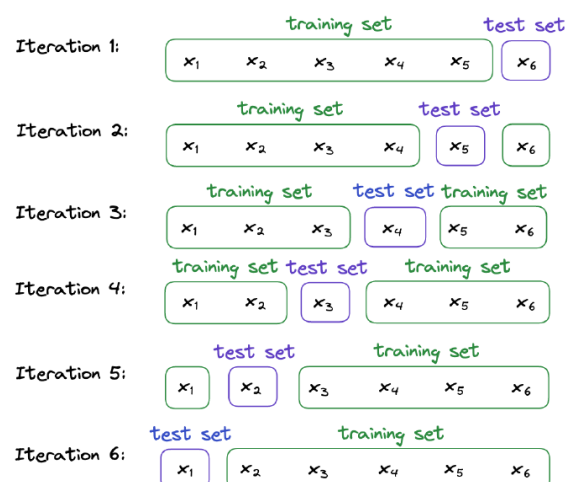 training set test set
Iteration 1: x₁ x₂ x₃ x₄ x₅ x₆
training set test set
Iteration 2: x₁ x₂ x₃ x₄ x₅ x₆
training set test set training set
Iteration 3: x₁ x₂ x₃ x₄ x₅ x₆
training set test set training set
Iteration 4: x₁ x₂ x₃ x₄ x₅ x₆
test set training set
Iteration 5: x₁ x₂ x₃ x₄ x₅ x₆
test set training set
Iteration 6: x₁ x₂ x₃ x₄ x₅ x₆